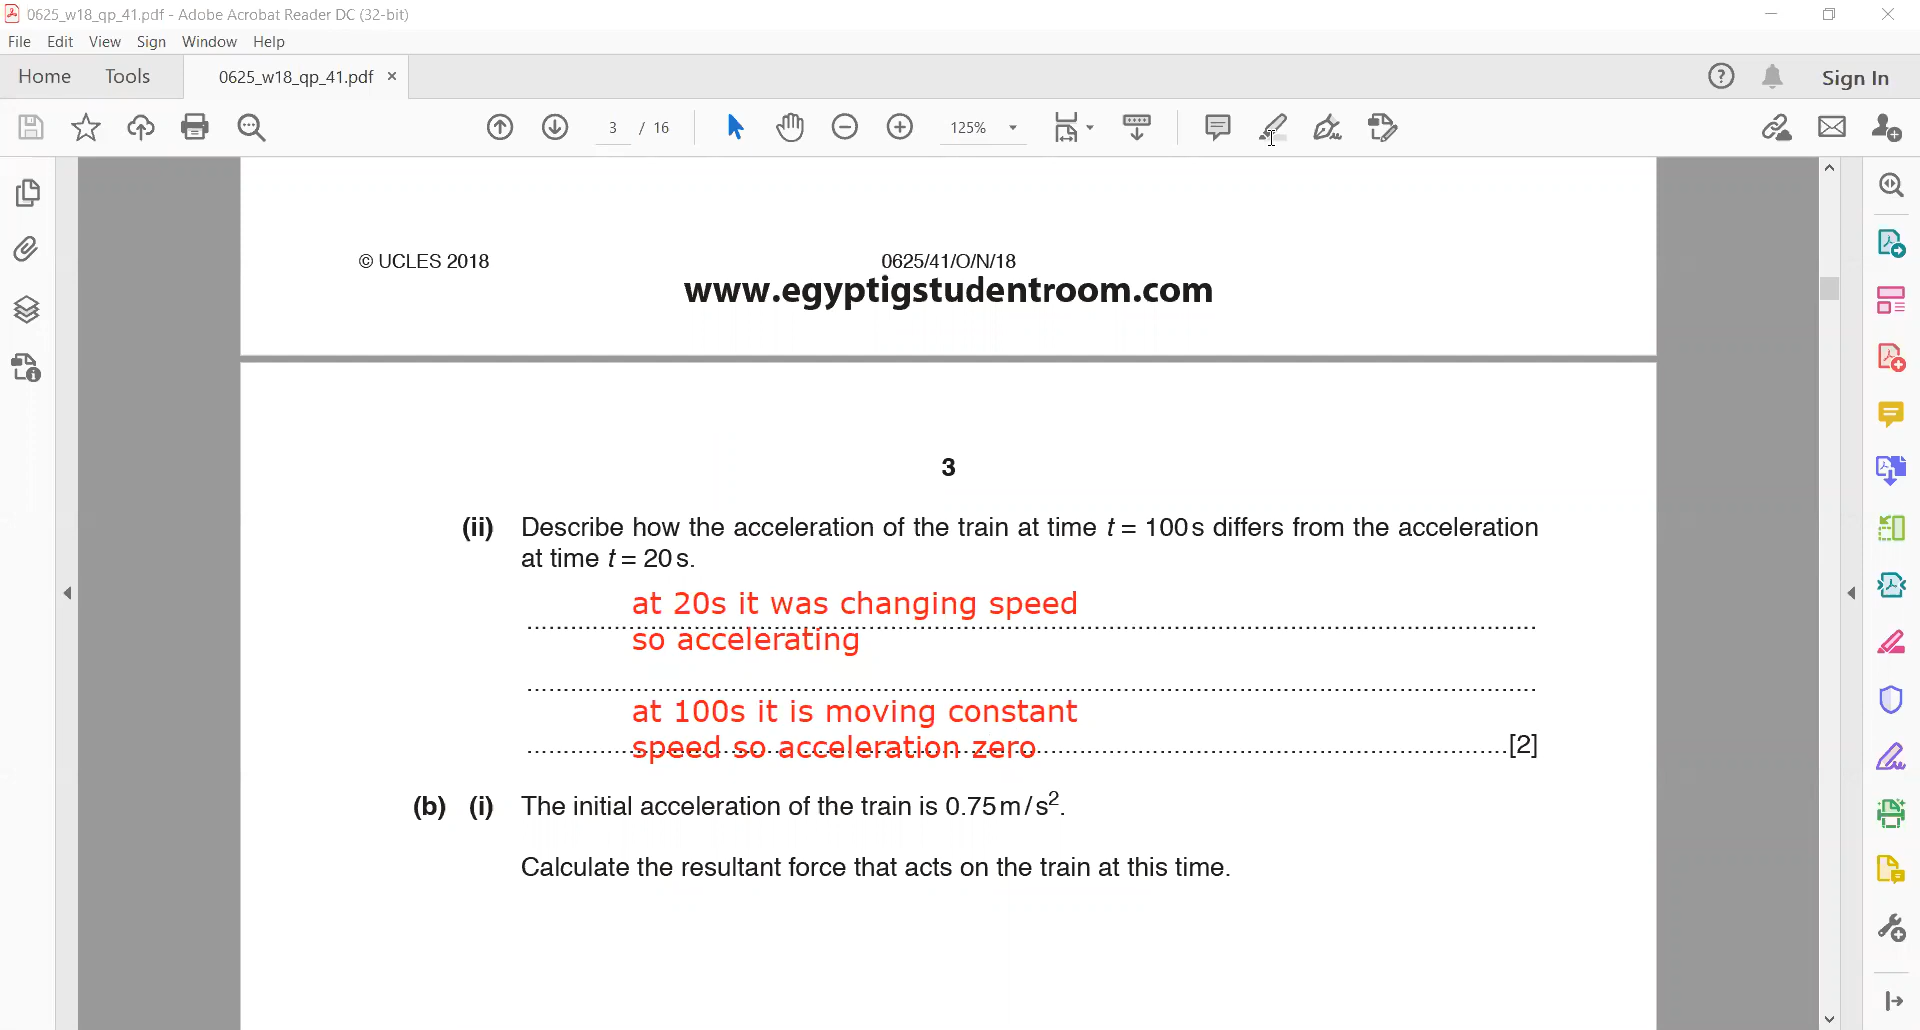 0625_w18_qp_41.pdf - Adobe Acrobat Reader DC (32-bit)
File Edit View Sign Window Help
Home Tools 0625_w18_qp_41.pdf × Sign In
3 / 16 125%
© UCLES 2018 0625/41/O/N/18
www.egyptigstudentroom.com
3
(ii) Describe how the acceleration of the train at time t = 100 s differs from the acceleration
at time t = 20 s.
at 20s it was changing speed
so accelerating
at 100s it is moving constant
speed so acceleration zero
[2]
(b) (i) The initial acceleration of the train is 0.75 m/s².
Calculate the resultant force that acts on the train at this time.